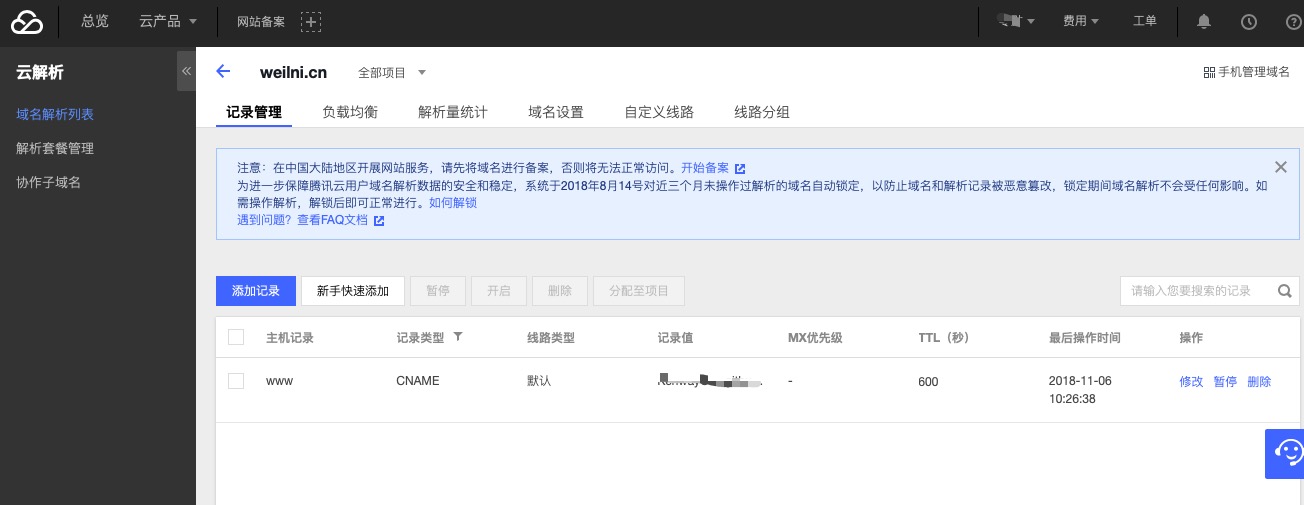 总览 云产品 网站备案 费用 工单
云解析
域名解析列表
解析套餐管理
协作子域名
weilni.cn 全部项目 手机管理域名
记录管理 负载均衡 解析量统计 域名设置 自定义线路 线路分组
注意：在中国大陆地区开展网站服务，请先将域名进行备案，否则将无法正常访问。开始备案
为进一步保障腾讯云用户域名解析数据的安全和稳定，系统于2018年8月14号对近三个月未操作过解析的域名自动锁定，以防止域名和解析记录被恶意篡改，锁定期间域名解析不会受任何影响。如
需操作解析，解锁后即可正常进行。如何解锁
遇到问题？查看FAQ文档
添加记录 新手快速添加 暂停 开启 删除 分配至项目 请输入您要搜索的记录
主机记录 记录类型 线路类型 记录值 MX优先级 TTL（秒） 最后操作时间 操作
www CNAME 默认 - 600 2018-11-06 修改 暂停 删除
10:26:38